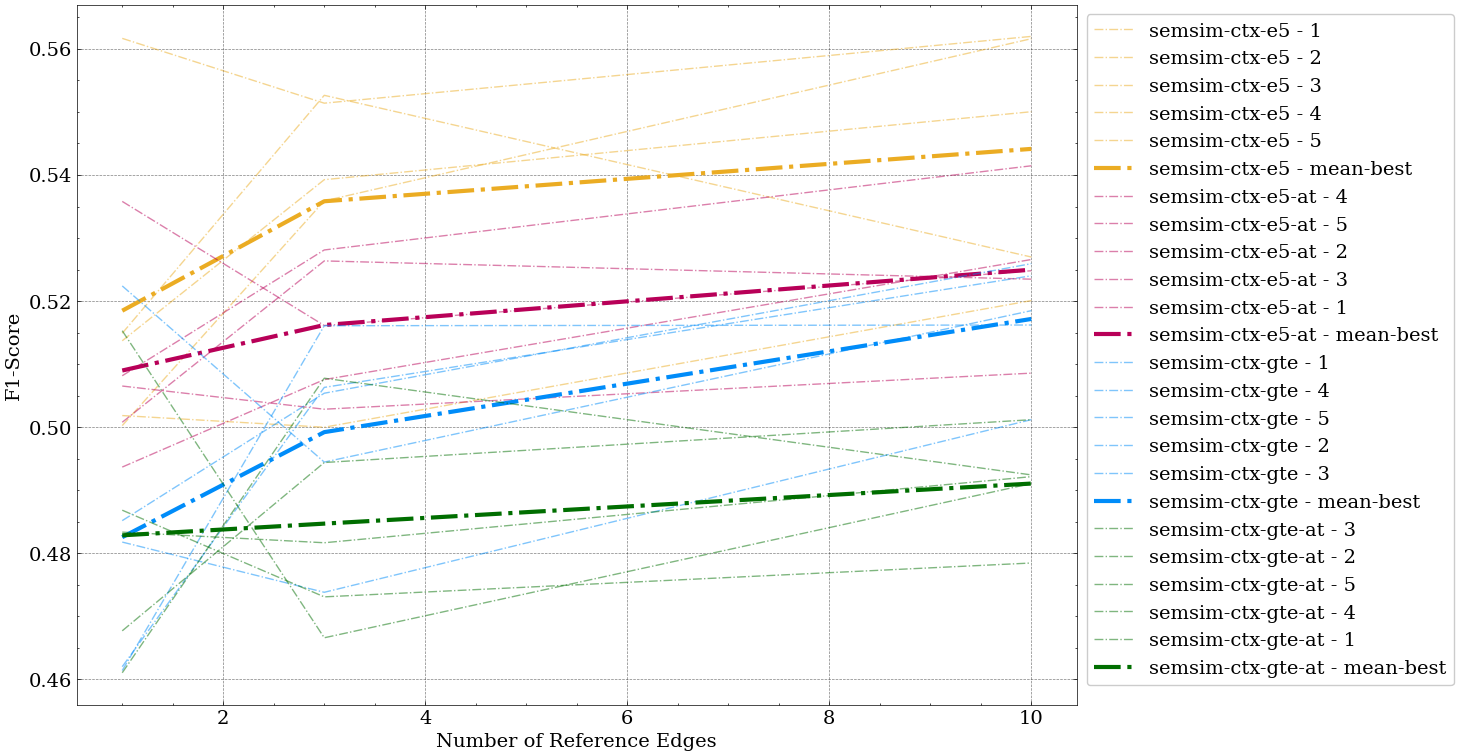 0.56
0.54
0.52
0.50
0.48
0.46
F1-Score
2
4
6
8
10
Number of Reference Edges
semsim-ctx-e5 - 1
semsim-ctx-e5 - 2
semsim-ctx-e5 - 3
semsim-ctx-e5 - 4
semsim-ctx-e5 - 5
semsim-ctx-e5 - mean-best
semsim-ctx-e5-at - 4
semsim-ctx-e5-at - 5
semsim-ctx-e5-at - 2
semsim-ctx-e5-at - 3
semsim-ctx-e5-at - 1
semsim-ctx-e5-at - mean-best
semsim-ctx-gte - 1
semsim-ctx-gte - 4
semsim-ctx-gte - 5
semsim-ctx-gte - 2
semsim-ctx-gte - 3
semsim-ctx-gte - mean-best
semsim-ctx-gte-at - 3
semsim-ctx-gte-at - 2
semsim-ctx-gte-at - 5
semsim-ctx-gte-at - 4
semsim-ctx-gte-at - 1
semsim-ctx-gte-at - mean-best